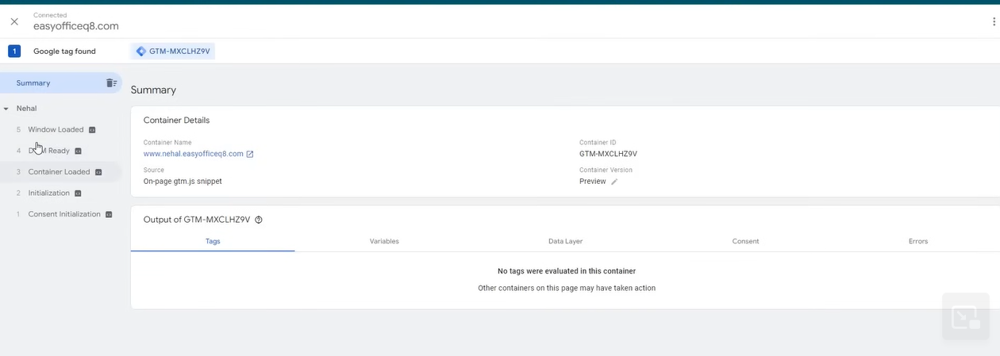 Connected
easyofficeq8.com
1 Google tag found GTM-MXCLHZ9V
Summary
Nehal
5 Window Loaded
4 Ready
3 Container Loaded
2 Initialization
1 Consent Initialization
Summary
Container Details
Container Name
www.nehal.easyofficeq8.com
Container ID
GTM-MXCLHZ9V
Source
On-page gtm.js snippet
Container Version
Preview
Output of GTM-MXCLHZ9V
Tags Variables Data Layer Consent Errors
No tags were evaluated in this container
Other containers on this page may have taken action